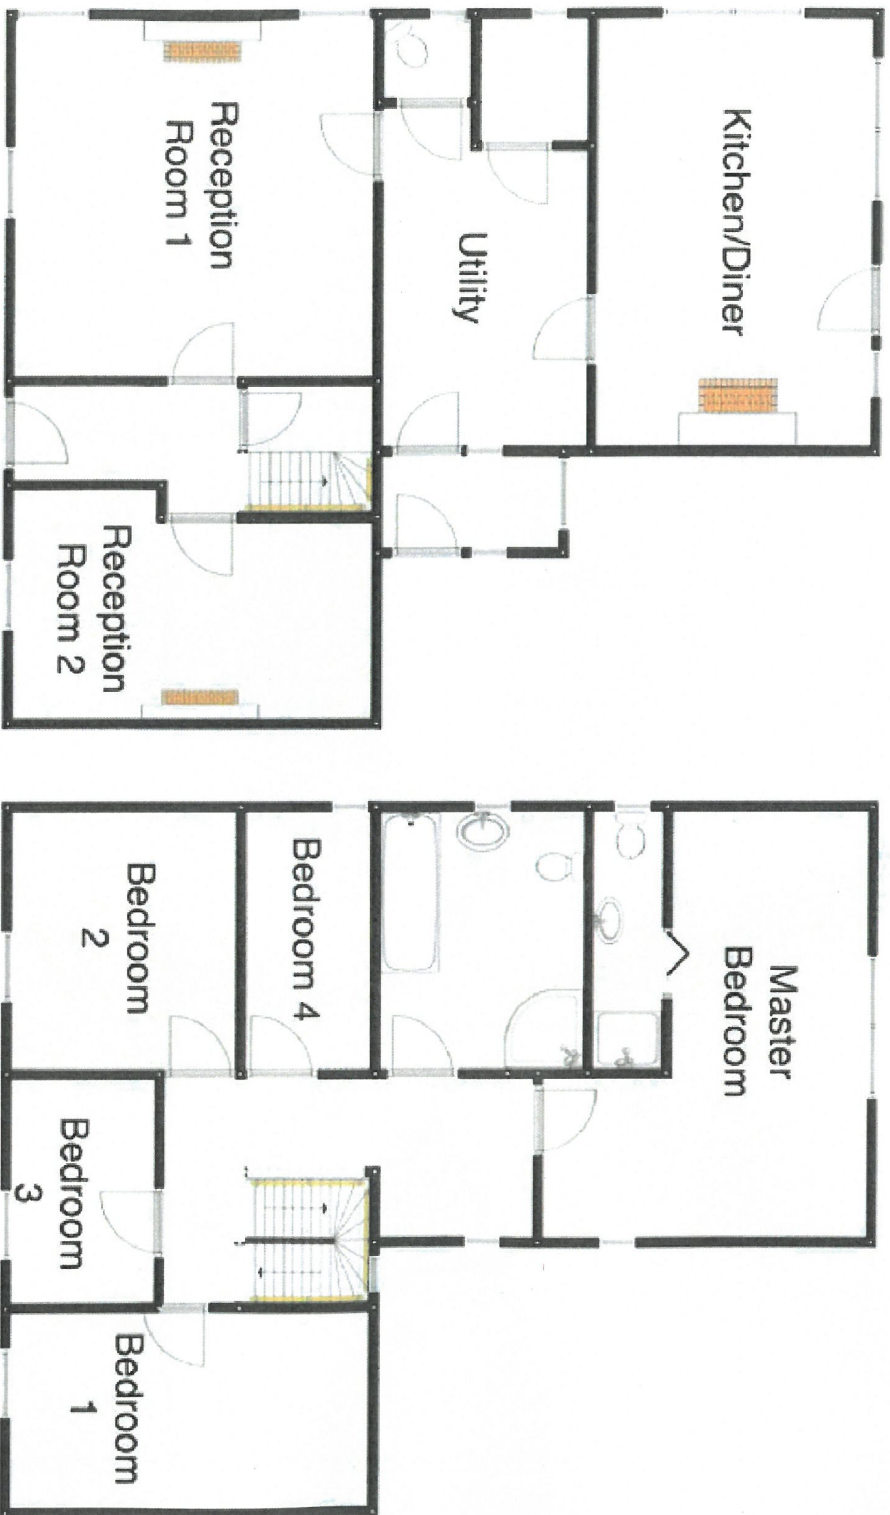 Kitchen/Diner
Utility
Reception
Room 1
Reception
Room 2
Master
Bedroom
Bedroom 4
Bedroom
2
Bedroom
3
Bedroom
1